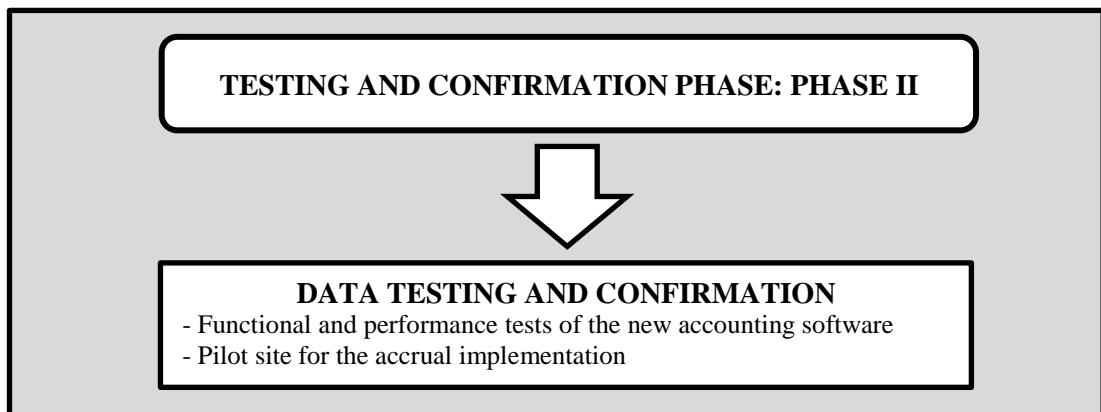 TESTING AND CONFIRMATION PHASE: PHASE II
DATA TESTING AND CONFIRMATION
- Functional and performance tests of the new accounting software
- Pilot site for the accrual implementation